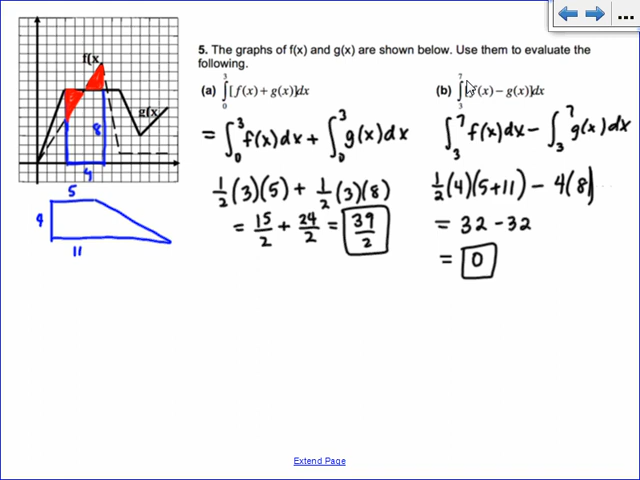 5. The graphs of f(x) and g(x) are shown below. Use them to evaluate the
following.
(a) ∫₀³[f(x)+g(x)]dx
= ∫₀³ f(x)dx + ∫₀³ g(x)dx
½(3)(5) + ½(3)(8)
= 15/2 + 24/2 = 39/2
(b) ∫₃⁷[f(x)−g(x)]dx
∫₃⁷ f(x)dx − ∫₃⁷ g(x)dx
½(4)(5+11) − 4(8)
= 32 − 32
= 0
f(x
g(x
8
4
5
4
11
Extend Page